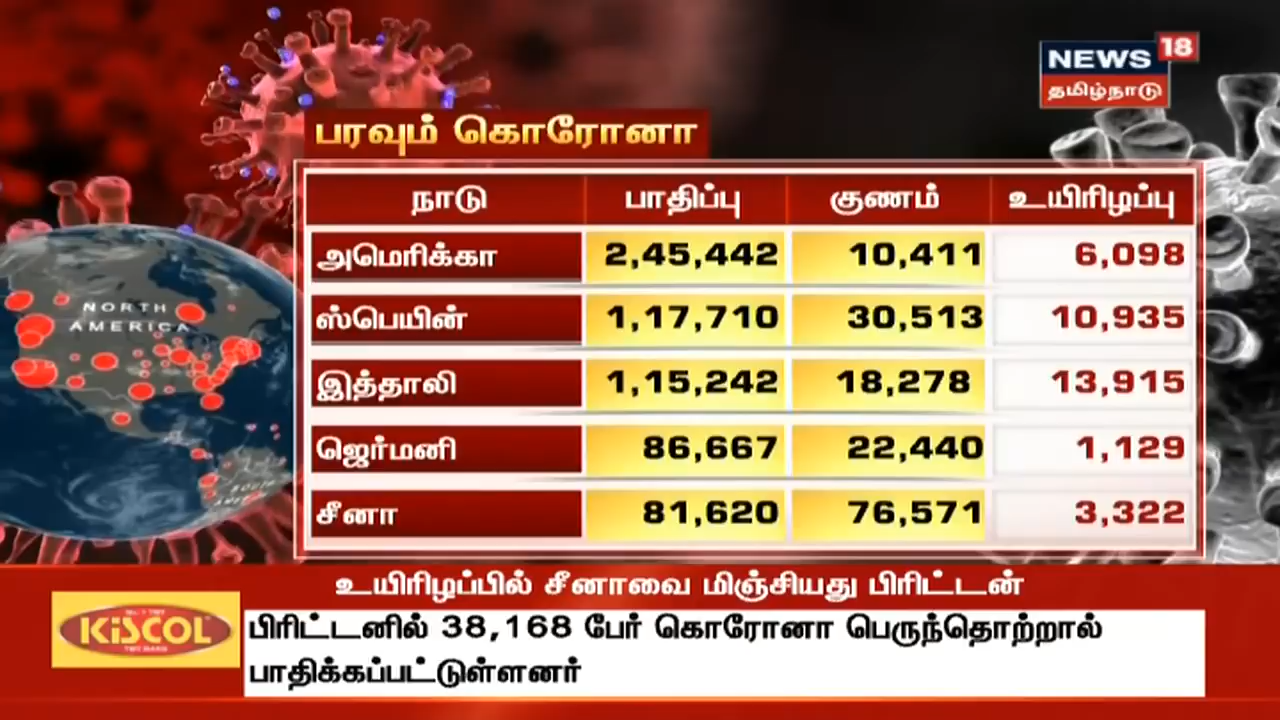 NEWS 18
தமிழ்நாடு
பரவும் கொரோனா
நாடு பாதிப்பு குணம் உயிரிழப்பு
அமெரிக்கா 2,45,442 10,411 6,098
ஸ்பெயின் 1,17,710 30,513 10,935
இத்தாலி 1,15,242 18,278 13,915
ஜெர்மனி 86,667 22,440 1,129
சீனா 81,620 76,571 3,322
NORTH
AMERICA
உயிரிழப்பில் சீனாவை மிஞ்சியது பிரிட்டன்
KiSCOL
பிரிட்டனில் 38,168 பேர் கொரோனா பெருந்தொற்றால்
பாதிக்கப்பட்டுள்ளனர்